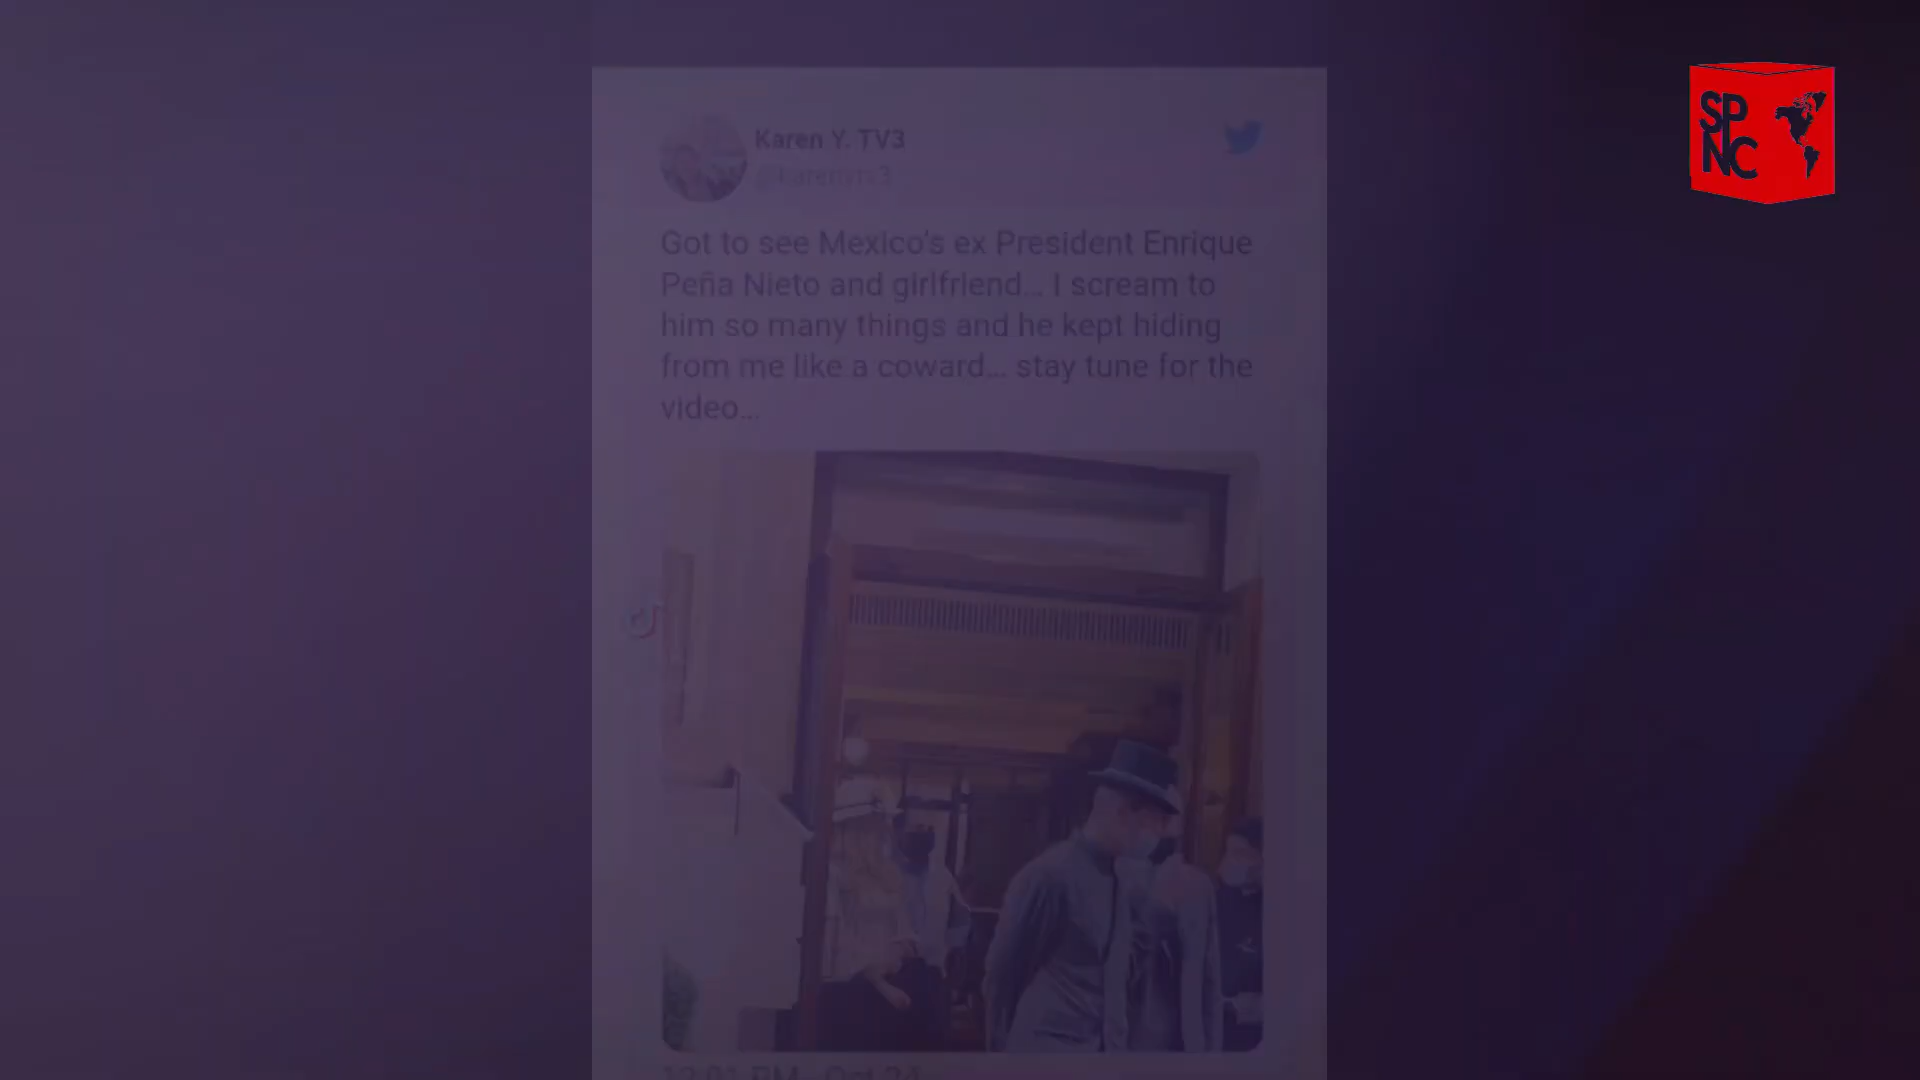 SP
NC
Karen Y. TV3
Got to see Mexico's ex President Enrique
Peña Nieto and girlfriend... I scream to
him so many things and he kept hiding
from me like a coward... stay tune for the
video...